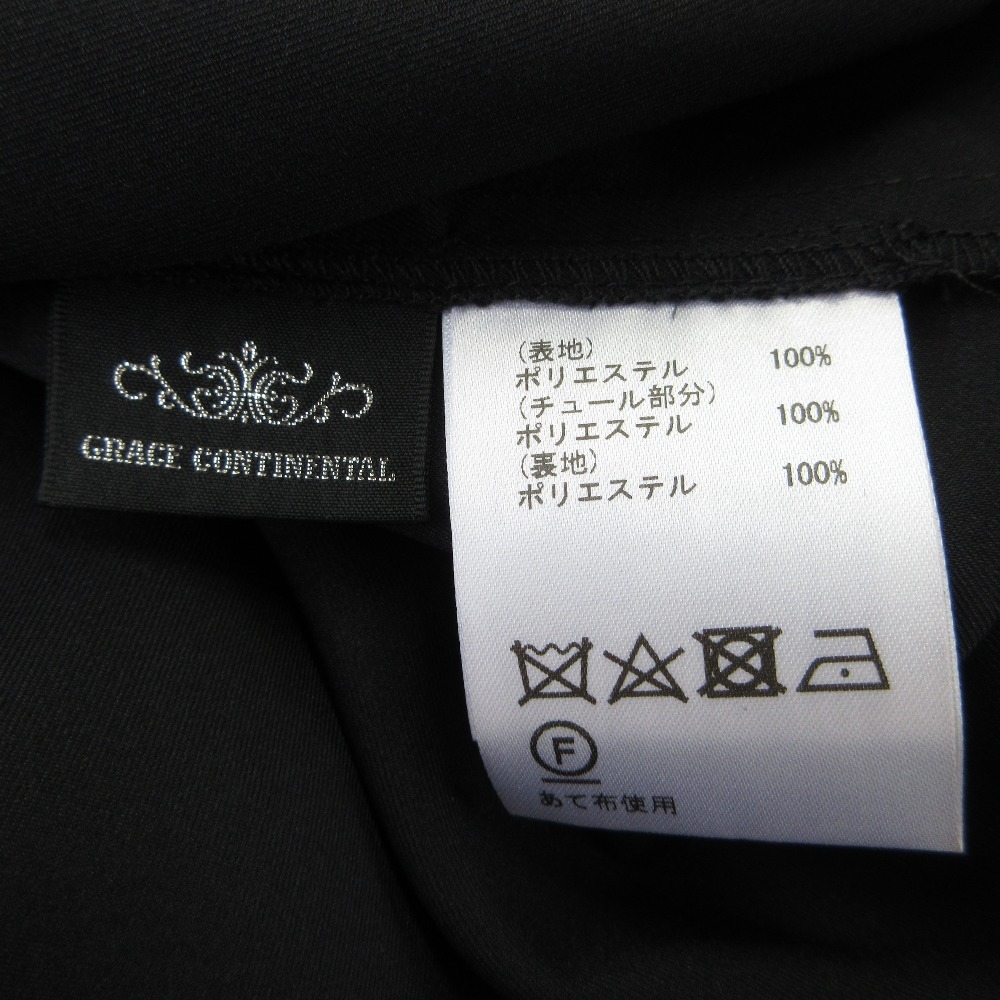 GRACE CONTINENTAL
(表地)
ポリエステル 100%
(チュール部分)
ポリエステル 100%
(裏地)
ポリエステル 100%
F
あて布使用